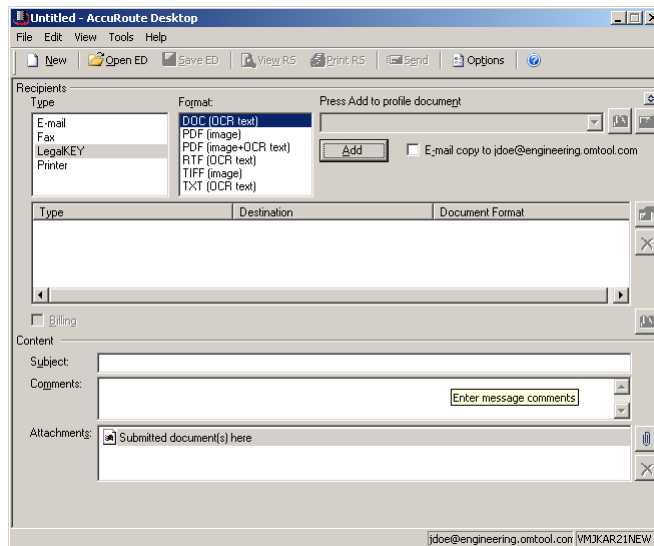 Untitled - AccuRoute Desktop
File Edit View Tools Help
New Open ED Save ED View RS Print RS Send Options
Recipients
Type Format: Press Add to profile document
E-mail
Fax
LegalKEY
Printer
DOC (OCR text)
PDF (image)
PDF (image+OCR text)
RTF (OCR text)
TIFF (image)
TXT (OCR text)
Add E-mail copy to jdoe@engineering.omtool.com
Type Destination Document Format
Billing
Content
Subject:
Comments:
Enter message comments
Attachments: Submitted document(s) here
jdoe@engineering.omtool.com VMJKAR21NEW